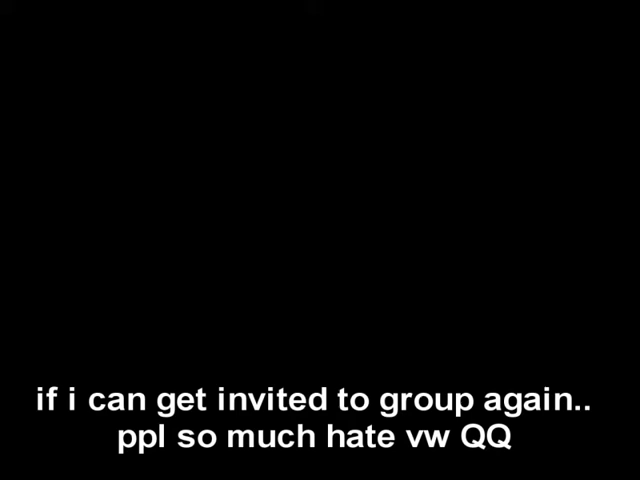 if i can get invited to group again..
ppl so much hate vw QQ